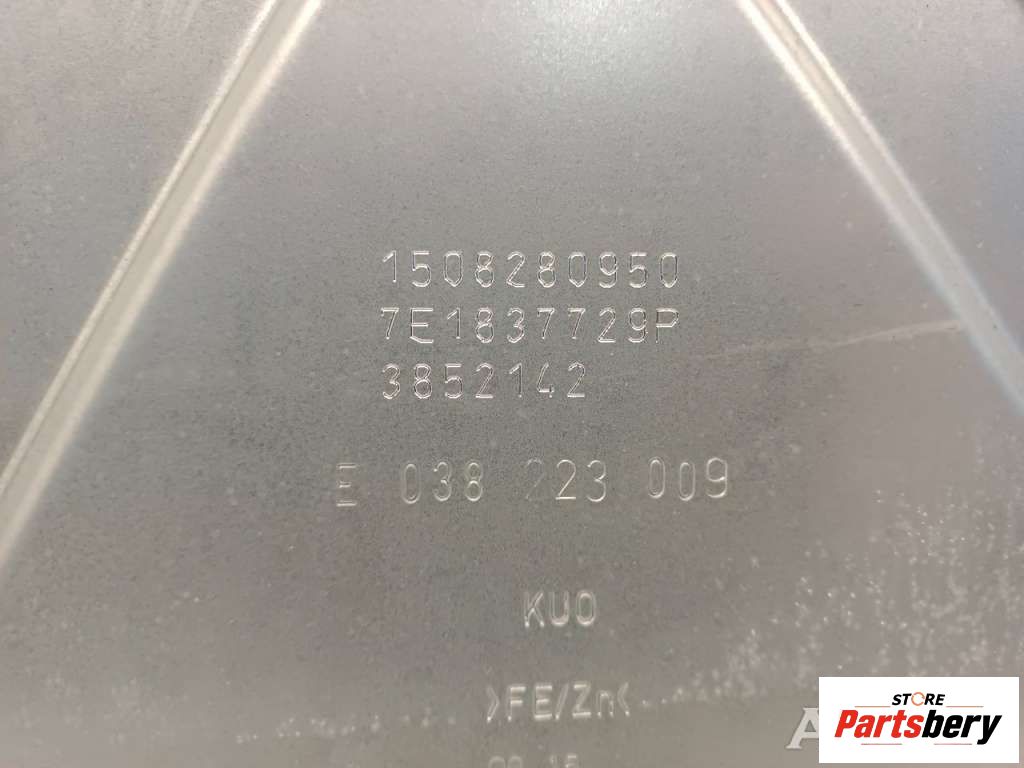 1508280950
7E1837729P
3852142
E 038 223 009
KUO
>FE/Zn<
STORE
Partsbery